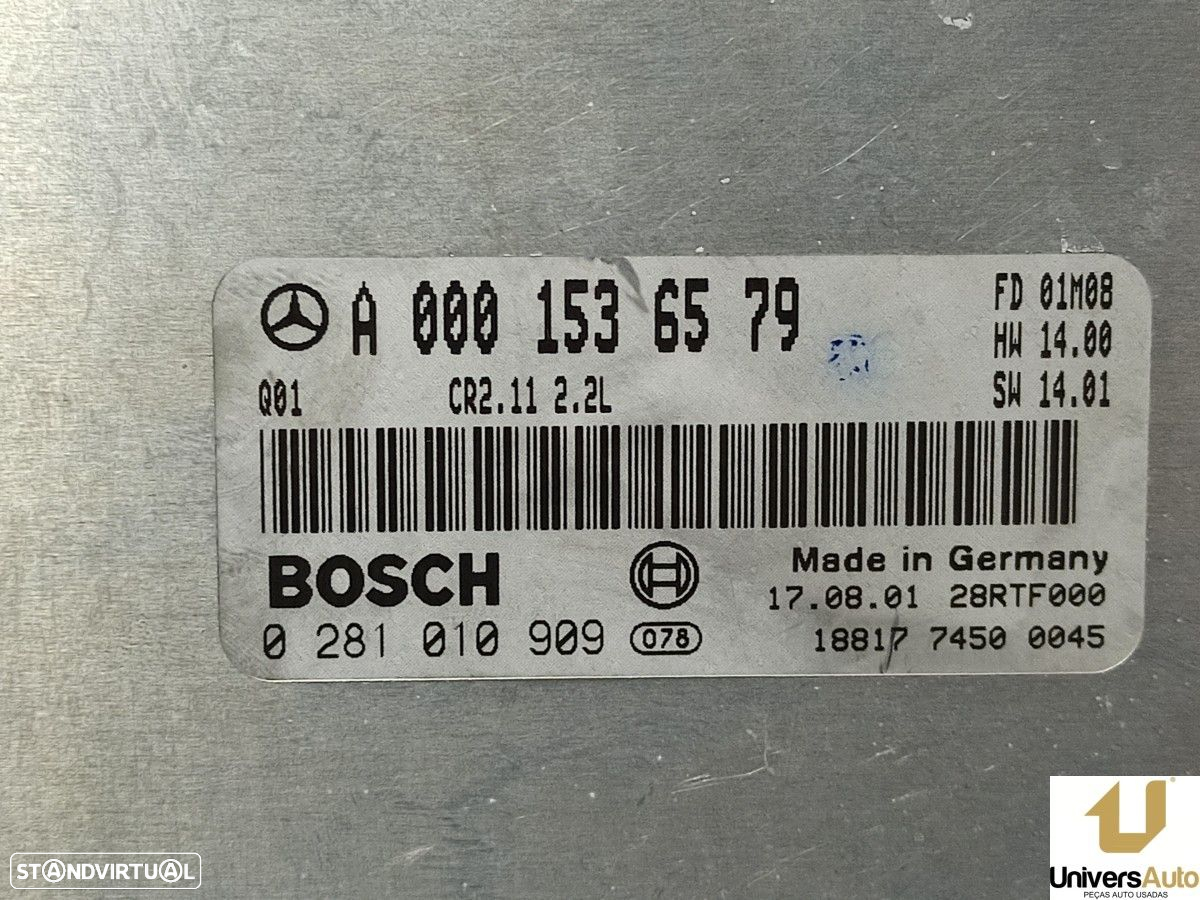 A 000 153 65 79
FD 01M08
HW 14.00
SW 14.01
Q01
CR2.11 2.2L
BOSCH
Made in Germany
17.08.01 28RTF000
0 281 010 909
078
18817 7450 0045
STANDVIRTUAL
UniversAuto
PEÇAS AUTO USADAS